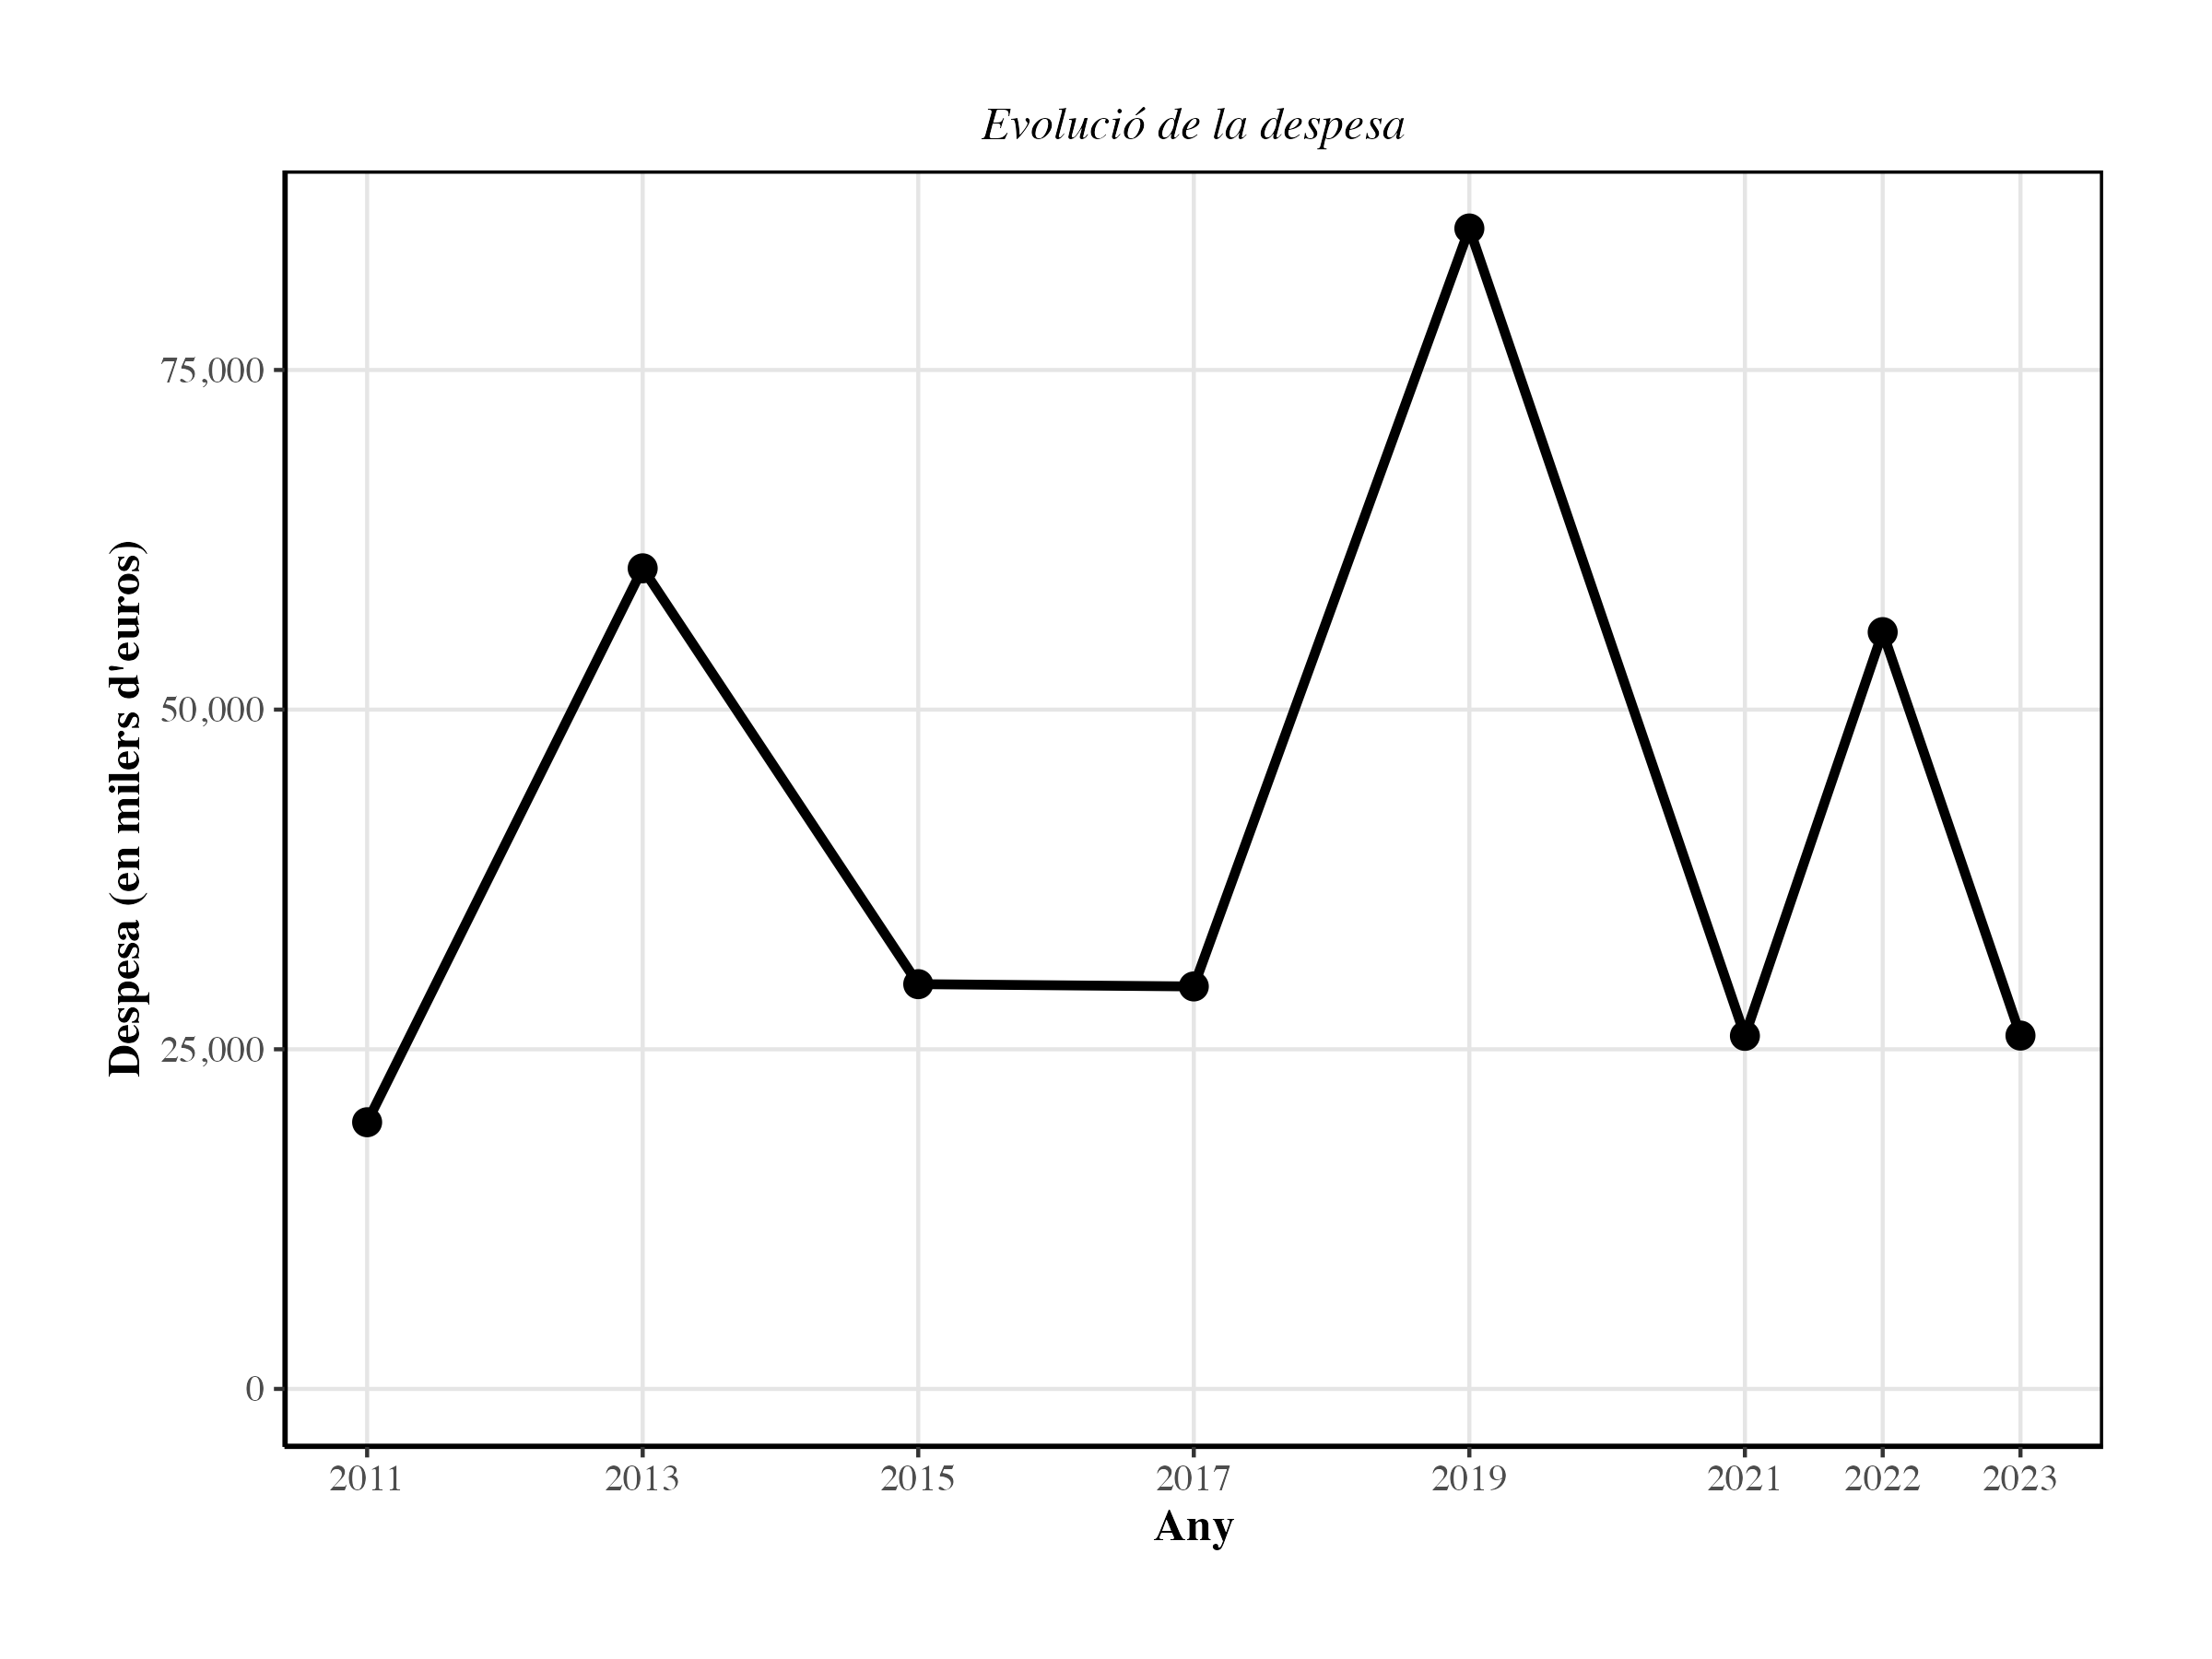 Evolució de la despesa
Despesa (en milers d'euros)
75,000
50,000
25,000
0
2011 2013 2015 2017 2019 2021 2022 2023
Any